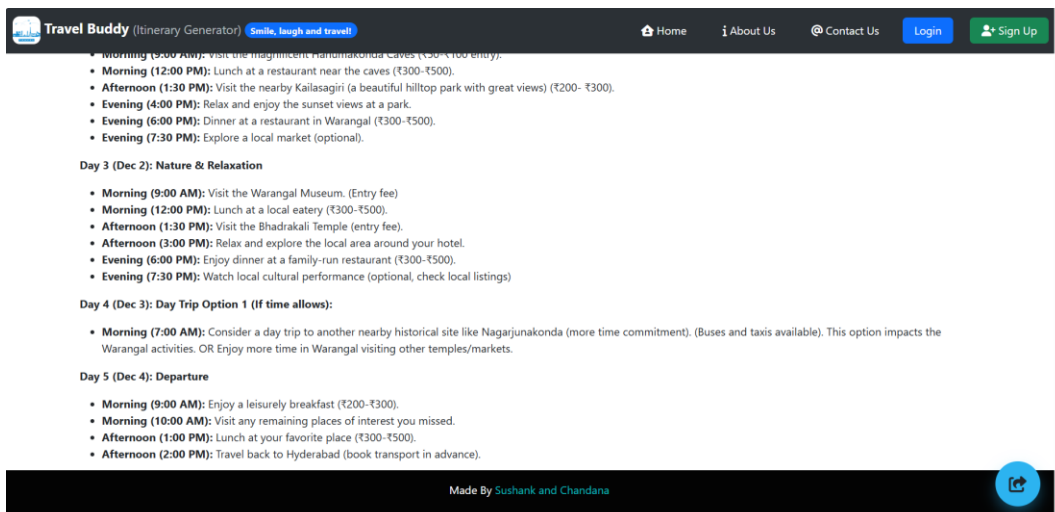 Travel Buddy (Itinerary Generator) Smile, laugh and travel!
Home
About Us
Contact Us
Login
Sign Up
Morning (9:00 AM): Visit the magnificent Hanumakonda Caves (₹50-₹100 entry).
Morning (12:00 PM): Lunch at a restaurant near the caves (₹300-₹500).
Afternoon (1:30 PM): Visit the nearby Kailasagiri (a beautiful hilltop park with great views) (₹200- ₹300).
Evening (4:00 PM): Relax and enjoy the sunset views at a park.
Evening (6:00 PM): Dinner at a restaurant in Warangal (₹300-₹500).
Evening (7:30 PM): Explore a local market (optional).
Day 3 (Dec 2): Nature & Relaxation
Morning (9:00 AM): Visit the Warangal Museum. (Entry fee)
Morning (12:00 PM): Lunch at a local eatery (₹300-₹500).
Afternoon (1:30 PM): Visit the Bhadrakali Temple (entry fee).
Afternoon (3:00 PM): Relax and explore the local area around your hotel.
Evening (6:00 PM): Enjoy dinner at a family-run restaurant (₹300-₹500).
Evening (7:30 PM): Watch local cultural performance (optional, check local listings)
Day 4 (Dec 3): Day Trip Option 1 (If time allows):
Morning (7:00 AM): Consider a day trip to another nearby historical site like Nagarjunakonda (more time commitment). (Buses and taxis available). This option impacts the
Warangal activities. OR Enjoy more time in Warangal visiting other temples/markets.
Day 5 (Dec 4): Departure
Morning (9:00 AM): Enjoy a leisurely breakfast (₹200-₹300).
Morning (10:00 AM): Visit any remaining places of interest you missed.
Afternoon (1:00 PM): Lunch at your favorite place (₹300-₹500).
Afternoon (2:00 PM): Travel back to Hyderabad (book transport in advance).
Made By Sushank and Chandana